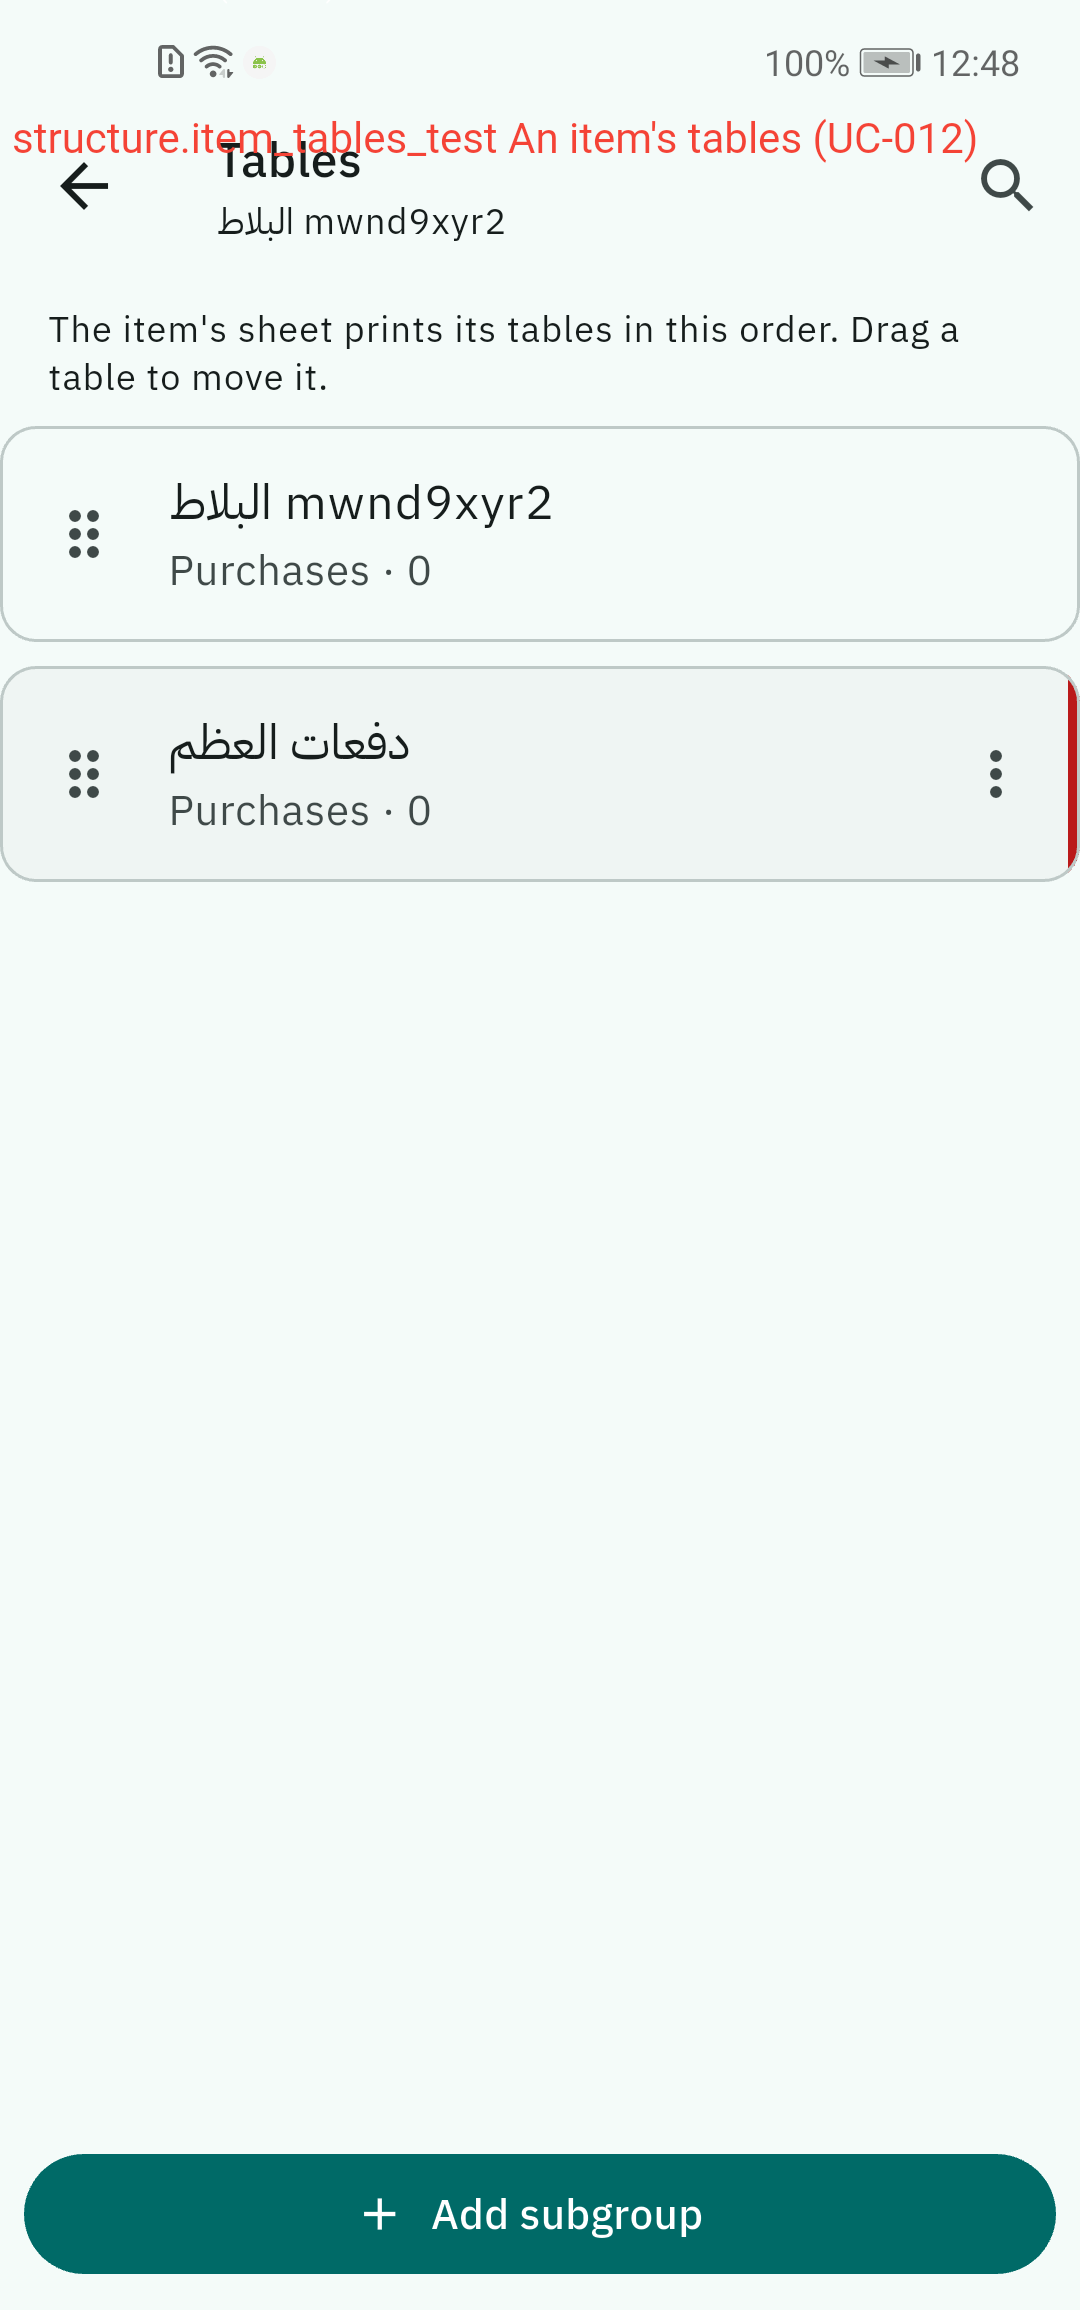 100% 12:48
structure.item_tables_test An item's tables (UC-012)
Tables
البلاط mwnd9xyr2
The item's sheet prints its tables in this order. Drag a
table to move it.
البلاط mwnd9xyr2
Purchases · 0
دفعات العظم
Purchases · 0
+ Add subgroup